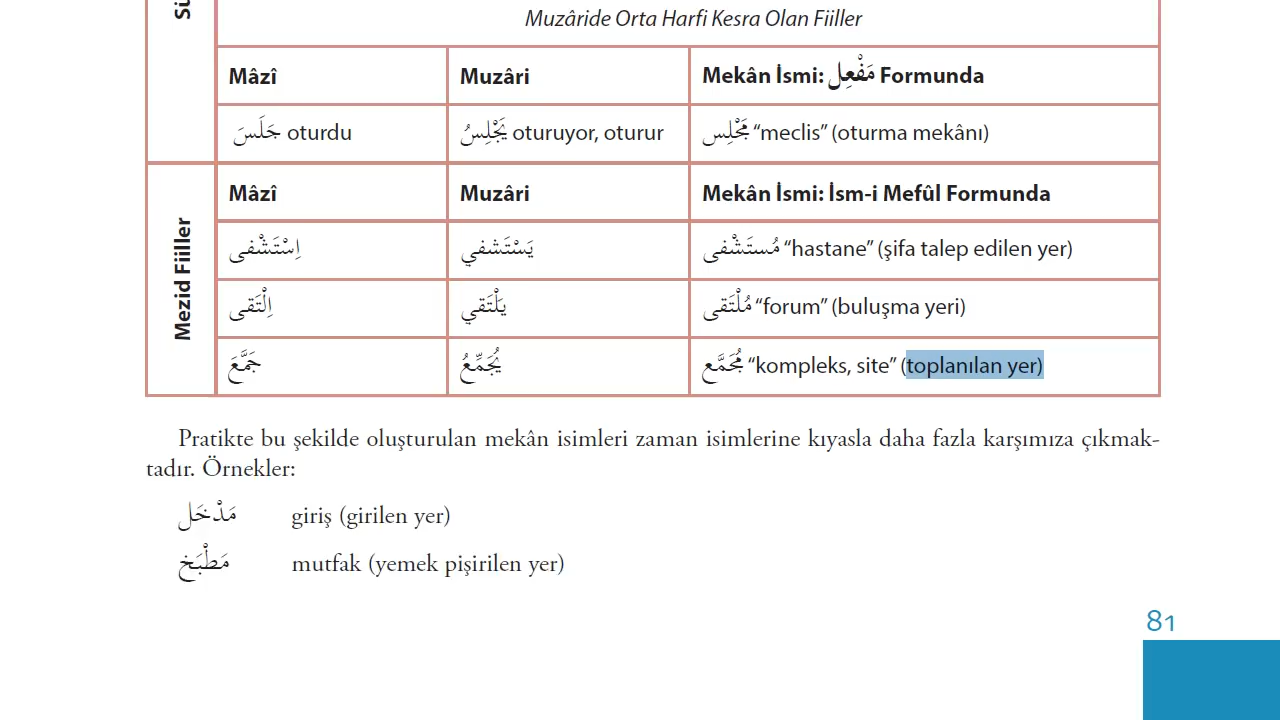 Sü
Muzâride Orta Harfi Kesra Olan Fiiller
Mâzî Muzâri Mekân İsmi: مَفْعِل Formunda
جَلَسَ oturdu يَجْلِسُ oturuyor, oturur مَجْلِس “meclis” (oturma mekânı)
Mezid Fiiller
Mâzî Muzâri Mekân İsmi: İsm-i Mefûl Formunda
اِسْتَشْفى يَسْتَشفي مُستَشْفى “hastane” (şifa talep edilen yer)
اِلْتَقى يَلْتَقي مُلْتَقى “forum” (buluşma yeri)
جَمَّعَ يُجَمِّعُ مُجَمَّع “kompleks, site” (toplanılan yer)
Pratikte bu şekilde oluşturulan mekân isimleri zaman isimlerine kıyasla daha fazla karşımıza çıkmak-
tadır. Örnekler:
مَدْخَل giriş (girilen yer)
مَطْبَخ mutfak (yemek pişirilen yer)
81